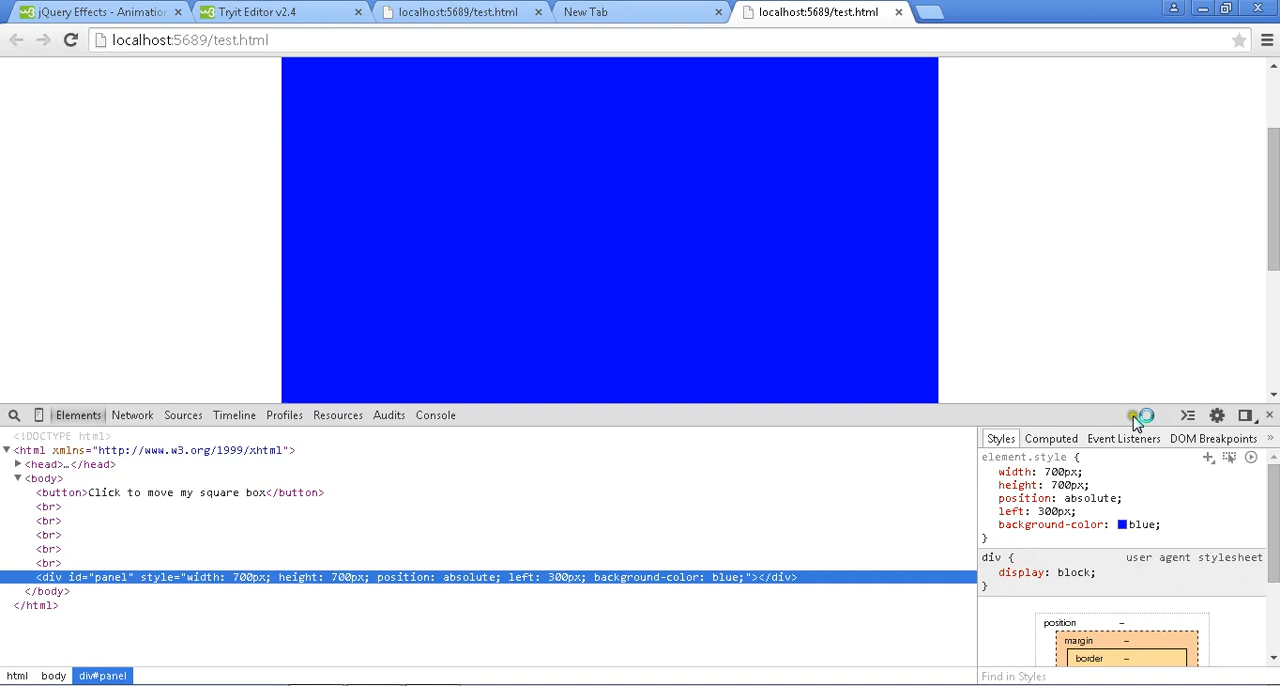 jQuery Effects - Animation
Tryit Editor v2.4
localhost:5689/test.html
New Tab
localhost:5689/test.html
localhost:5689/test.html
Elements Network Sources Timeline Profiles Resources Audits Console
<!DOCTYPE html>
<html xmlns="http://www.w3.org/1999/xhtml">
<head>…</head>
<body>
<button>Click to move my square box</button>
<br>
<br>
<br>
<br>
<br>
<div id="panel" style="width: 700px; height: 700px; position: absolute; left: 300px; background-color: blue;"></div>
</body>
</html>
html body div#panel
Styles Computed Event Listeners DOM Breakpoints »
element.style {
width: 700px;
height: 700px;
position: absolute;
left: 300px;
background-color: blue;
}
div { user agent stylesheet
display: block;
}
position –
margin –
border –
Find in Styles